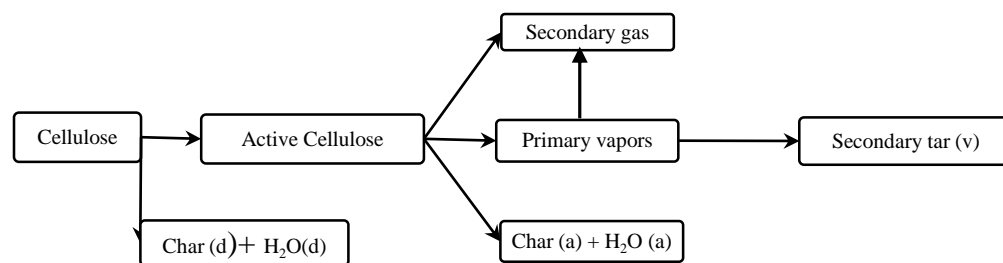 Secondary gas
Cellulose
Active Cellulose
Primary vapors
Secondary tar (v)
Char (d)+ H₂O(d)
Char (a) + H₂O (a)